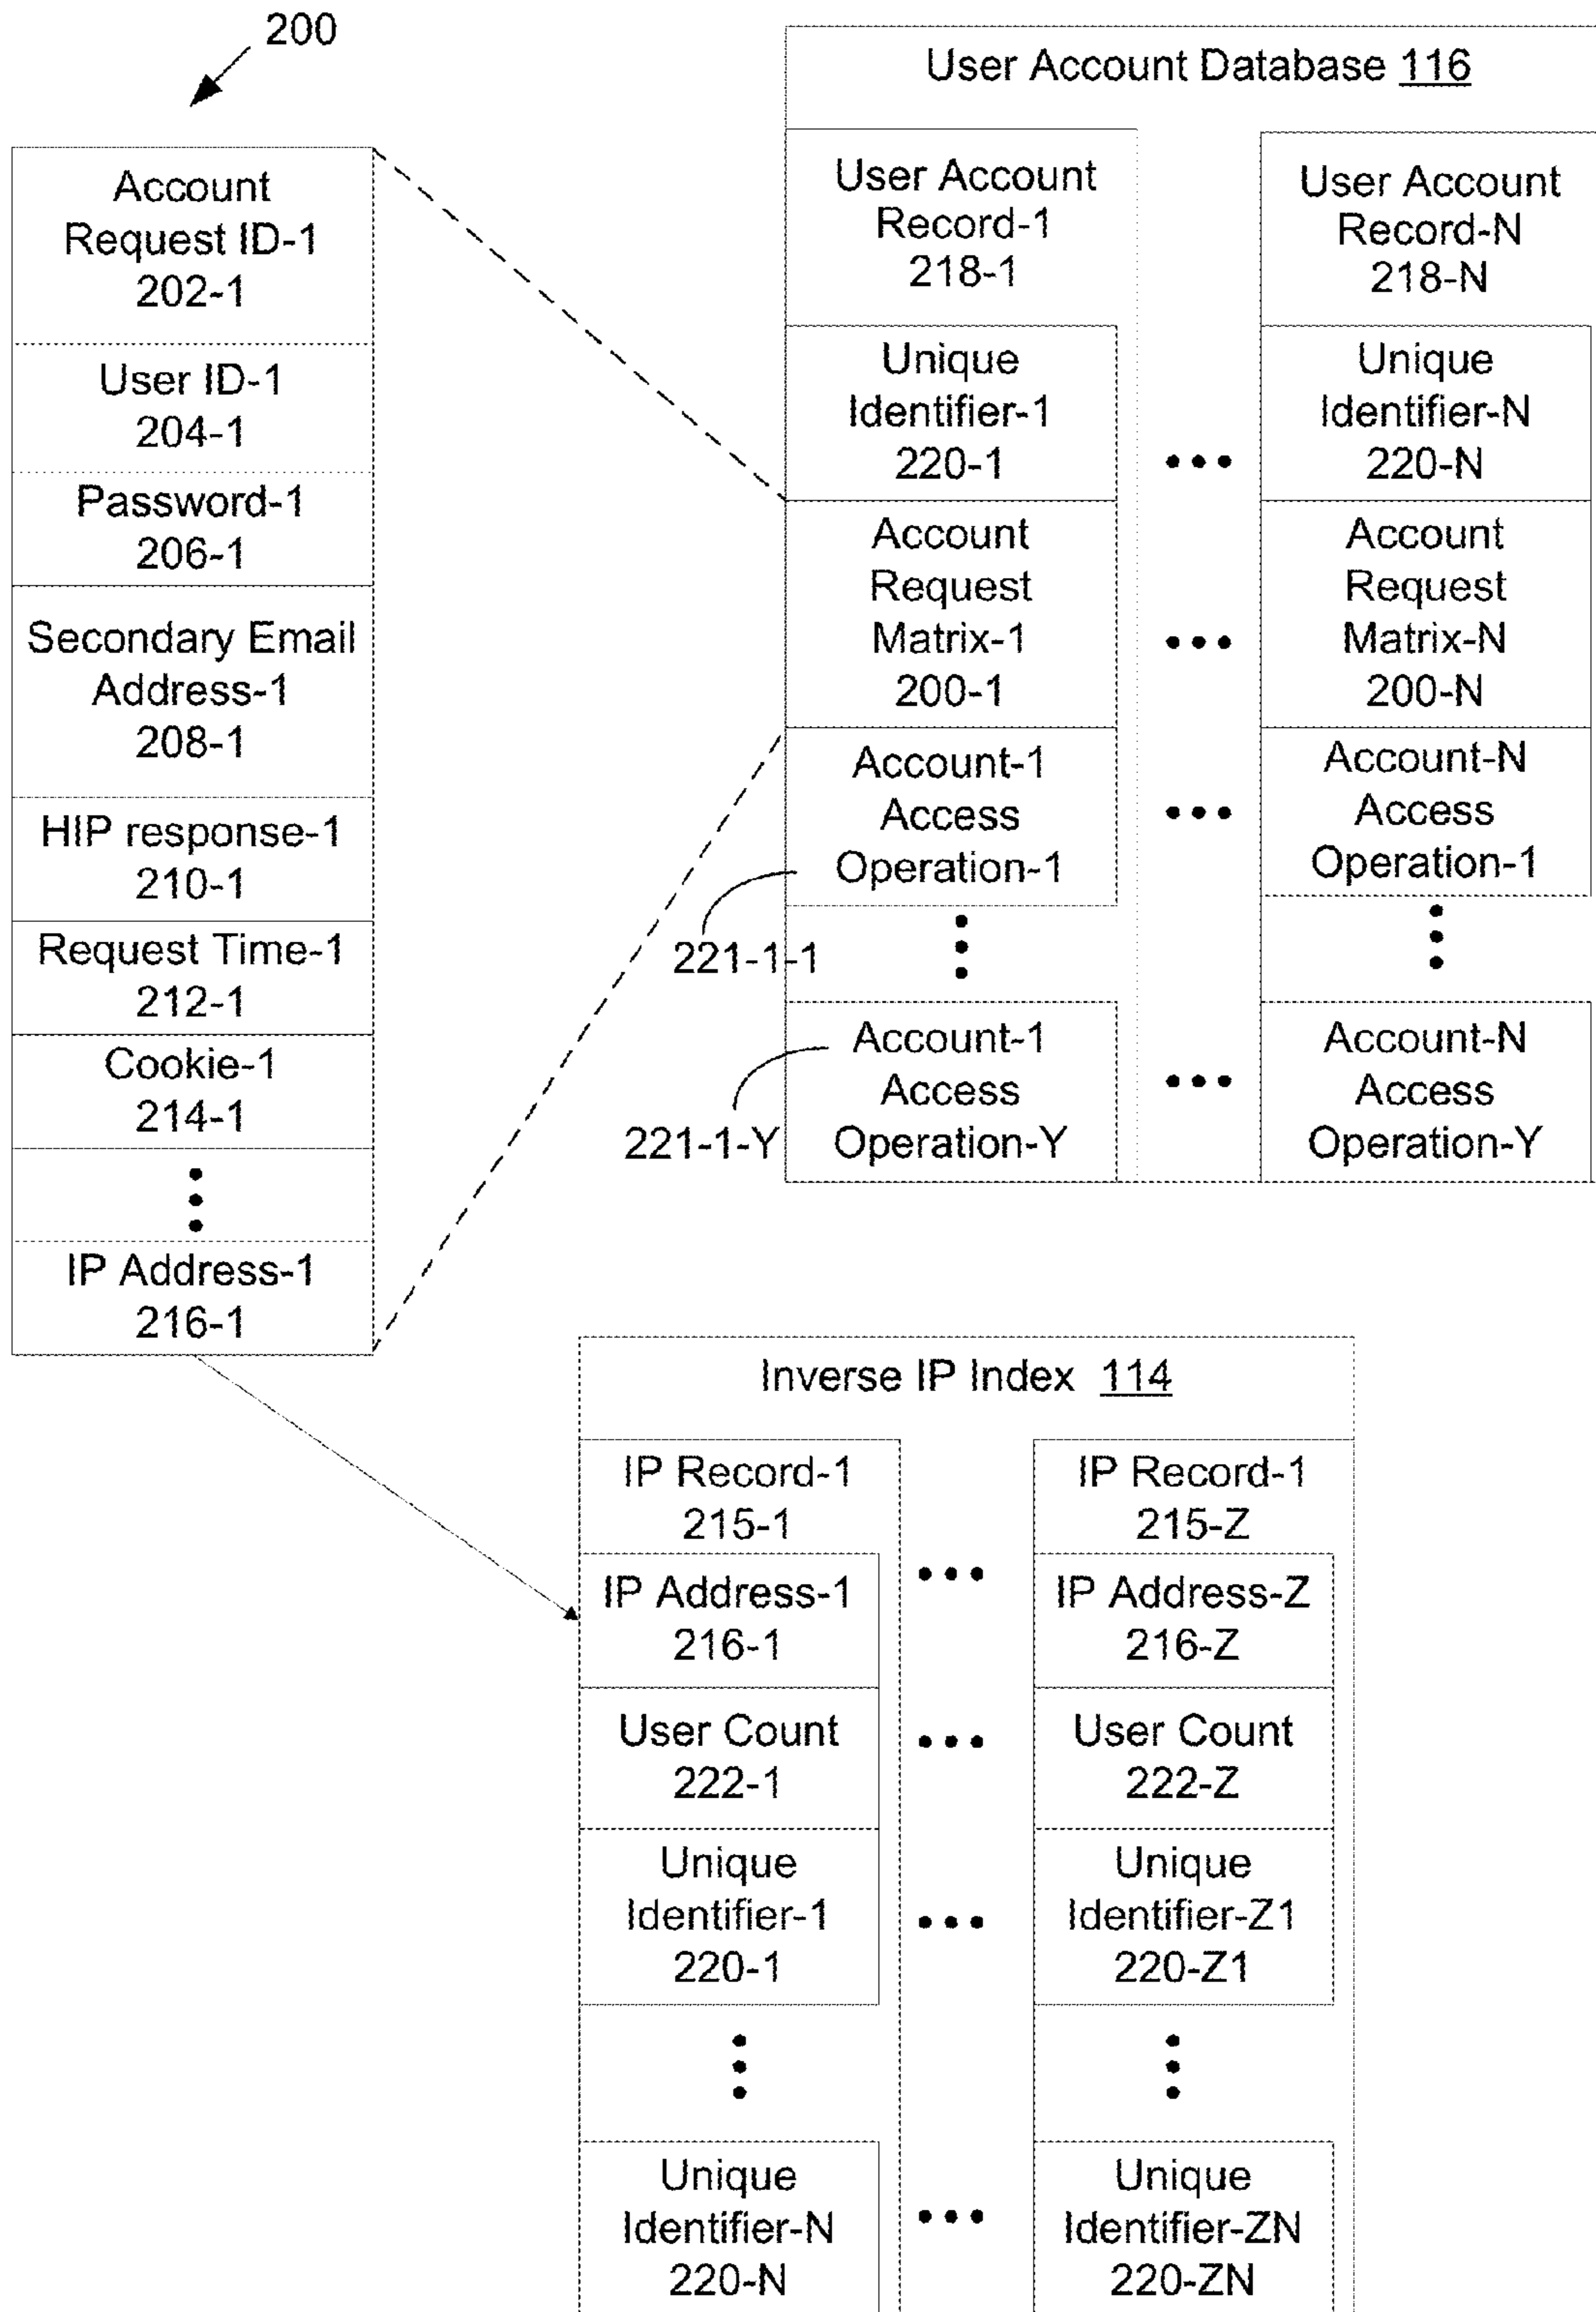 200
Account
Request ID-1
202-1
User ID-1
204-1
Password-1
206-1
Secondary Email
Address-1
208-1
HIP response-1
210-1
Request Time-1
212-1
Cookie-1
214-1
IP Address-1
216-1
User Account Database 116
User Account
Record-1
218-1
Unique
Identifier-1
220-1
Account
Request
Matrix-1
200-1
Account-1
Access
Operation-1
221-1-1
Account-1
Access
Operation-Y
221-1-Y
User Account
Record-N
218-N
Unique
Identifier-N
220-N
Account
Request
Matrix-N
200-N
Account-N
Access
Operation-1
Account-N
Access
Operation-Y
Inverse IP Index 114
IP Record-1
215-1
IP Address-1
216-1
User Count
222-1
Unique
Identifier-1
220-1
Unique
Identifier-N
220-N
IP Record-1
215-Z
IP Address-Z
216-Z
User Count
222-Z
Unique
Identifier-Z1
220-Z1
Unique
Identifier-ZN
220-ZN